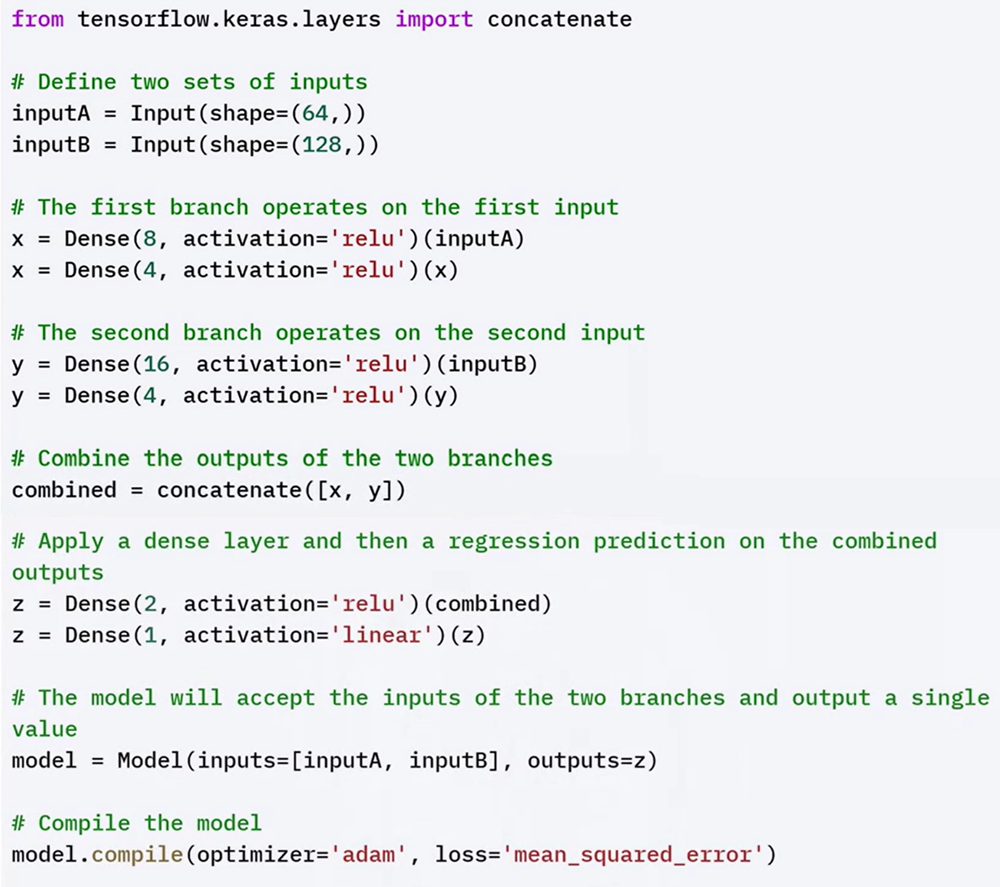 from tensorflow.keras.layers import concatenate
# Define two sets of inputs
inputA = Input(shape=(64,))
inputB = Input(shape=(128,))
# The first branch operates on the first input
x = Dense(8, activation='relu')(inputA)
x = Dense(4, activation='relu')(x)
# The second branch operates on the second input
y = Dense(16, activation='relu')(inputB)
y = Dense(4, activation='relu')(y)
# Combine the outputs of the two branches
combined = concatenate([x, y])
# Apply a dense layer and then a regression prediction on the combined
outputs
z = Dense(2, activation='relu')(combined)
z = Dense(1, activation='linear')(z)
# The model will accept the inputs of the two branches and output a single
value
model = Model(inputs=[inputA, inputB], outputs=z)
# Compile the model
model.compile(optimizer='adam', loss='mean_squared_error')